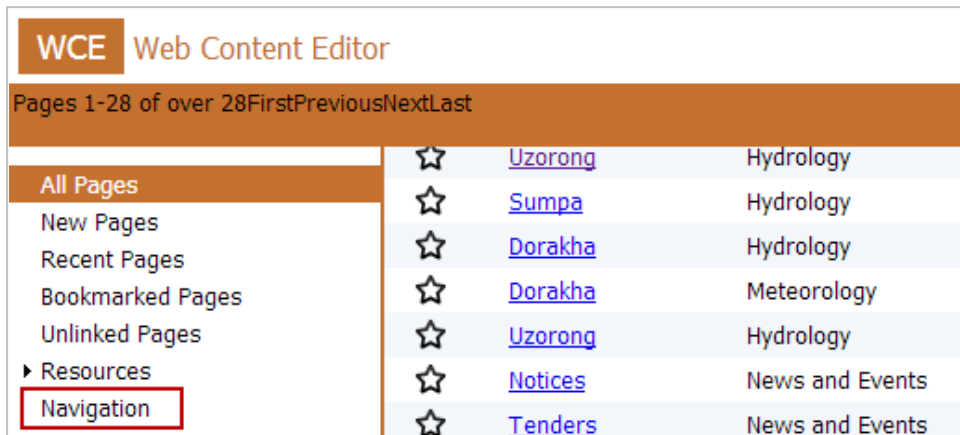 WCE Web Content Editor
Pages 1-28 of over 28FirstPreviousNextLast
All Pages
New Pages
Recent Pages
Bookmarked Pages
Unlinked Pages
Resources
Navigation
Uzorong Hydrology
Sumpa Hydrology
Dorakha Hydrology
Dorakha Meteorology
Uzorong Hydrology
Notices News and Events
Tenders News and Events